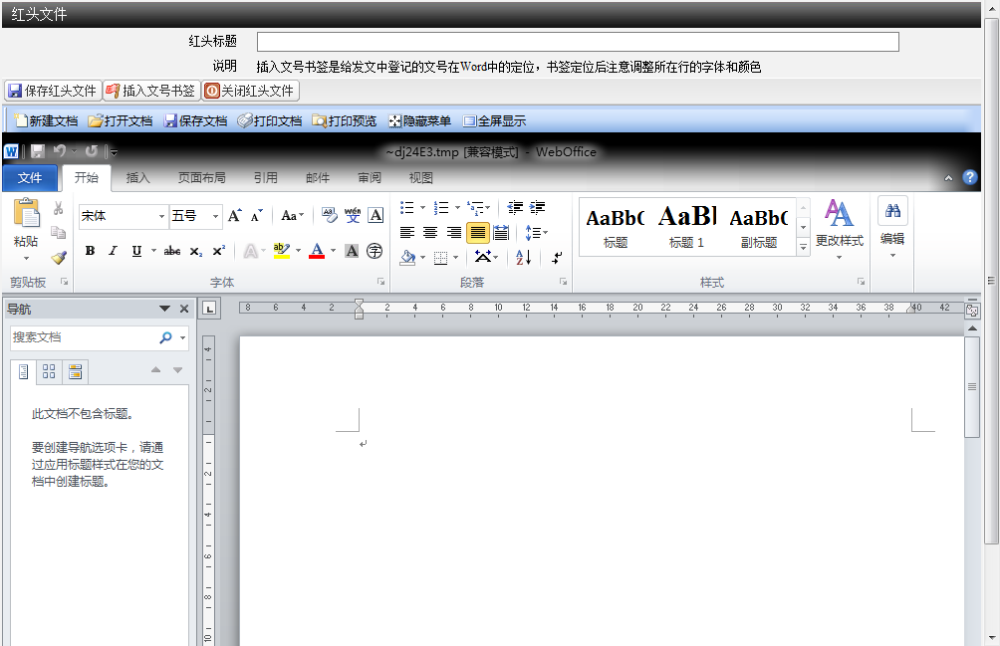 红头文件
红头标题
说明 插入文号书签是给发文中登记的文号在Word中的定位，书签定位后注意调整所在行的字体和颜色
保存红头文件 插入文号书签 关闭红头文件
新建文档 打开文档 保存文档 打印文档 打印预览 隐藏菜单 全屏显示
~dj24E3.tmp [兼容模式] - WebOffice
文件 开始 插入 页面布局 引用 邮件 审阅 视图
宋体 五号 A A Aa wén 文 A
AaBbC AaBl AaBbC
粘贴 标题 标题 1 副标题 更改样式 编辑
B I U abc x₂ x² A ab A A 字
剪贴板 字体 段落 样式
导航
L 8 6 4 2 2 4 6 8 10 12 14 16 18 20 22 24 26 28 30 32 34 36 38 40 42
搜索文档
4 2 2 4 6 8 10
此文档不包含标题。
要创建导航选项卡，请通
过应用标题样式在您的文
档中创建标题。